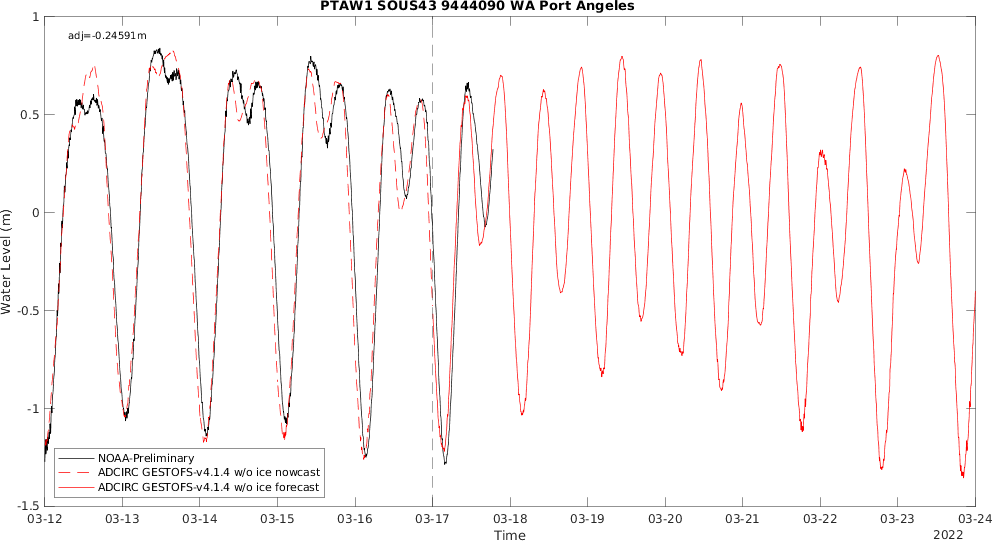 PTAW1 SOUS43 9444090 WA Port Angeles
adj=-0.24591m
1
0.5
0
-0.5
-1
-1.5
Water Level (m)
NOAA-Preliminary
ADCIRC GESTOFS-v4.1.4 w/o ice nowcast
ADCIRC GESTOFS-v4.1.4 w/o ice forecast
03-12 03-13 03-14 03-15 03-16 03-17 03-18 03-19 03-20 03-21 03-22 03-23 03-24
Time
2022